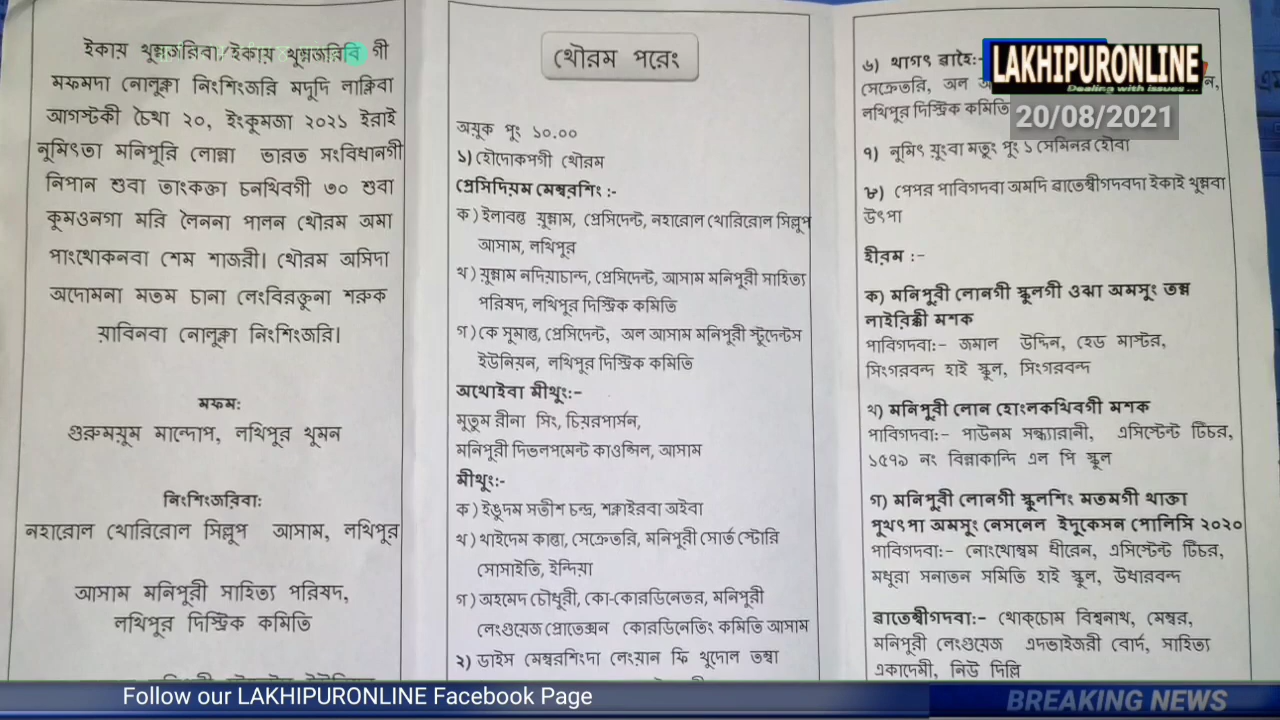 ইকায় খুম্নজরিবা/ইকায় খুম্নজরিবি গী
মফমদা নোলুক্না নিংশিংজরি মদুদি লাক্লিবা
আগস্টকী চৈথা ২০, ইংকুমজা ২০২১ ইরাই
নুমিৎতা মনিপুরি লোন্না ভারত সংবিধানগী
নিপান শুবা তাংকক্তা চনখিবগী ৩০ শুবা
কুমওনগা মরি লৈননা পালন থৌরম অমা
পাংথোকনবা শেম শাজরী। থৌরম অসিদা
অদোমনা মতম চানা লেংবিরক্তুনা শরুক
য়াবিনবা নোলুক্না নিংশিংজরি।
মফমঃ
গুরুময়ুম মান্দোপ, লখিপুর খুমন
নিংশিংজরিবাঃ
নহারোল খোরিরোল সিল্লুপ আসাম, লখিপুর
আসাম মনিপুরী সাহিত্য পরিষদ,
লখিপুর দিস্ট্রিক কমিতি
থৌরম পরেং
অয়ুক পুং ১০.০০
১) হৌদোকপগী থৌরম
প্রেসিদিয়ম মেম্বরশিং :-
ক) ইলাবন্ত য়ুম্নাম, প্রেসিদেন্ট, নহারোল খোরিরোল সিল্লুপ
আসাম, লখিপুর
খ) য়ুম্নাম নদিয়াচান্দ, প্রেসিদেন্ট, আসাম মনিপুরী সাহিত্য
পরিষদ, লখিপুর দিস্ট্রিক কমিতি
গ) কে সুমান্ত, প্রেসিদেন্ট, অল আসাম মনিপুরী স্টুদেন্টস
ইউনিয়ন, লখিপুর দিস্ট্রিক কমিতি
অথোইবা মীথুংঃ-
মুতুম রীনা সিং, চিয়রপার্সন,
মনিপুরী দিভলপমেন্ট কাওন্সিল, আসাম
মীথুংঃ-
ক) ইঙুদম সতীশ চন্দ্র, শক্নাইরবা অইবা
খ) থাইদেম কান্তা, সেক্রেতরি, মনিপুরী সোর্ত স্টোরি
সোসাইতি, ইন্দিয়া
গ) অহমেদ চৌধুরী, কো-কোরডিনেতর, মনিপুরী
লেংগুয়েজ প্রোতেক্সন কোরডিনেতিং কমিতি আসাম
২) ডাইস মেম্বরশিংদা লেংয়ান ফি থুদোল তম্বা
৬) থাগৎ ৱাহৈঃ-
সেক্রেতরি, অল
লখিপুর দিস্ট্রিক কমিতি
৭) নুমিৎ য়ুংবা মতুং পুং ১ সেমিনর হৌবা
৮) পেপর পাবিগদবা অমদি ৱাতেম্বীগদবদা ইকাই খুম্নবা
উৎপা
হীরম :-
ক) মনিপুরী লোনগী স্কুলগী ওঝা অমসুং তম্ন
লাইরিক্কী মশক
পাবিগদবাঃ- জমাল উদ্দিন, হেড মাস্টর,
সিংগরবন্দ হাই স্কুল, সিংগরবন্দ
খ) মনিপুরী লোন হোংলকখিবগী মশক
পাবিগদবাঃ- পাউনম সন্ধ্যারানী, এসিস্টেন্ট টিচর,
১৫৭৯ নং বিন্নাকান্দি এল পি স্কুল
গ) মনিপুরী লোনগী স্কুলশিং মতমগী থাক্তা
পুথৎপা অমসুং নেসনেল ইদুকেসন পোলিসি ২০২০
পাবিগদবাঃ- নোংথোম্বম ধীরেন, এসিস্টেন্ট টিচর,
মধুরা সনাতন সমিতি হাই স্কুল, উধারবন্দ
ৱাতেম্বীগদবাঃ- থোক্চোম বিশ্বনাথ, মেম্বর,
মনিপুরী লেংগুয়েজ এদভাইজরী বোর্দ, সাহিত্য
একাদেমী, নিউ দিল্লি
LAKHIPURONLINE
Dealing with issues ...
20/08/2021
Follow our LAKHIPURONLINE Facebook Page
BREAKING NEWS